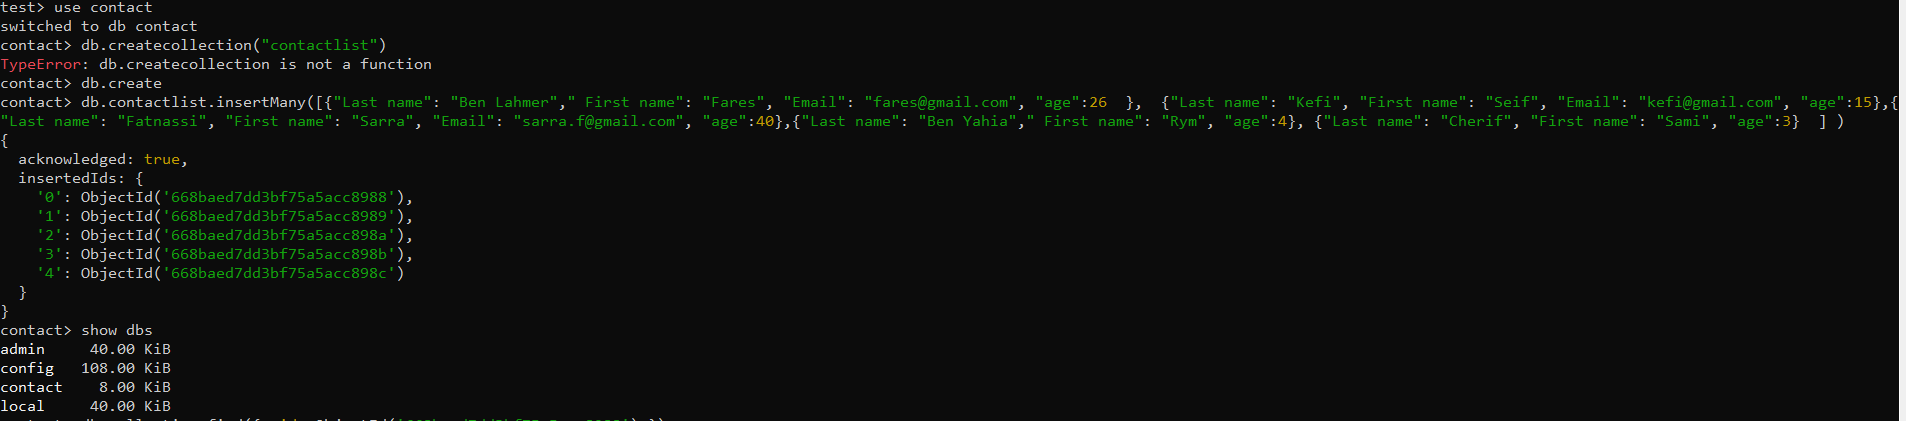 test> use contact
switched to db contact
contact> db.createcollection("contactlist")
TypeError: db.createcollection is not a function
contact> db.create
contact> db.contactlist.insertMany([{"Last name": "Ben Lahmer"," First name": "Fares", "Email": "fares@gmail.com", "age":26  },  {"Last name": "Kefi", "First name": "Seif", "Email": "kefi@gmail.com", "age":15},{
"Last name": "Fatnassi", "First name": "Sarra", "Email": "sarra.f@gmail.com", "age":40},{"Last name": "Ben Yahia"," First name": "Rym", "age":4}, {"Last name": "Cherif", "First name": "Sami", "age":3}  ] )
{
  acknowledged: true,
  insertedIds: {
    '0': ObjectId('668baed7dd3bf75a5acc8988'),
    '1': ObjectId('668baed7dd3bf75a5acc8989'),
    '2': ObjectId('668baed7dd3bf75a5acc898a'),
    '3': ObjectId('668baed7dd3bf75a5acc898b'),
    '4': ObjectId('668baed7dd3bf75a5acc898c')
  }
}
contact> show dbs
admin     40.00 KiB
config   108.00 KiB
contact    8.00 KiB
local     40.00 KiB